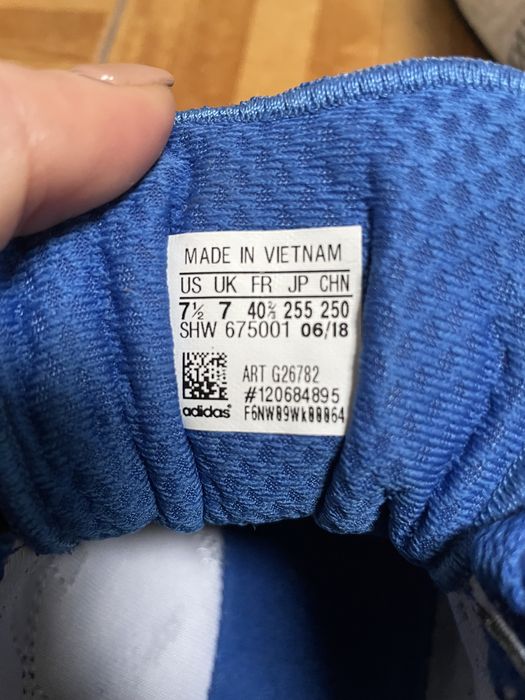 MADE IN VIETNAM
US UK FR JP CHN
7½ 7 40⅔ 255 250
SHW 675001 06/18
ART G26782
#120684895
adidas F6NW09Wk00064